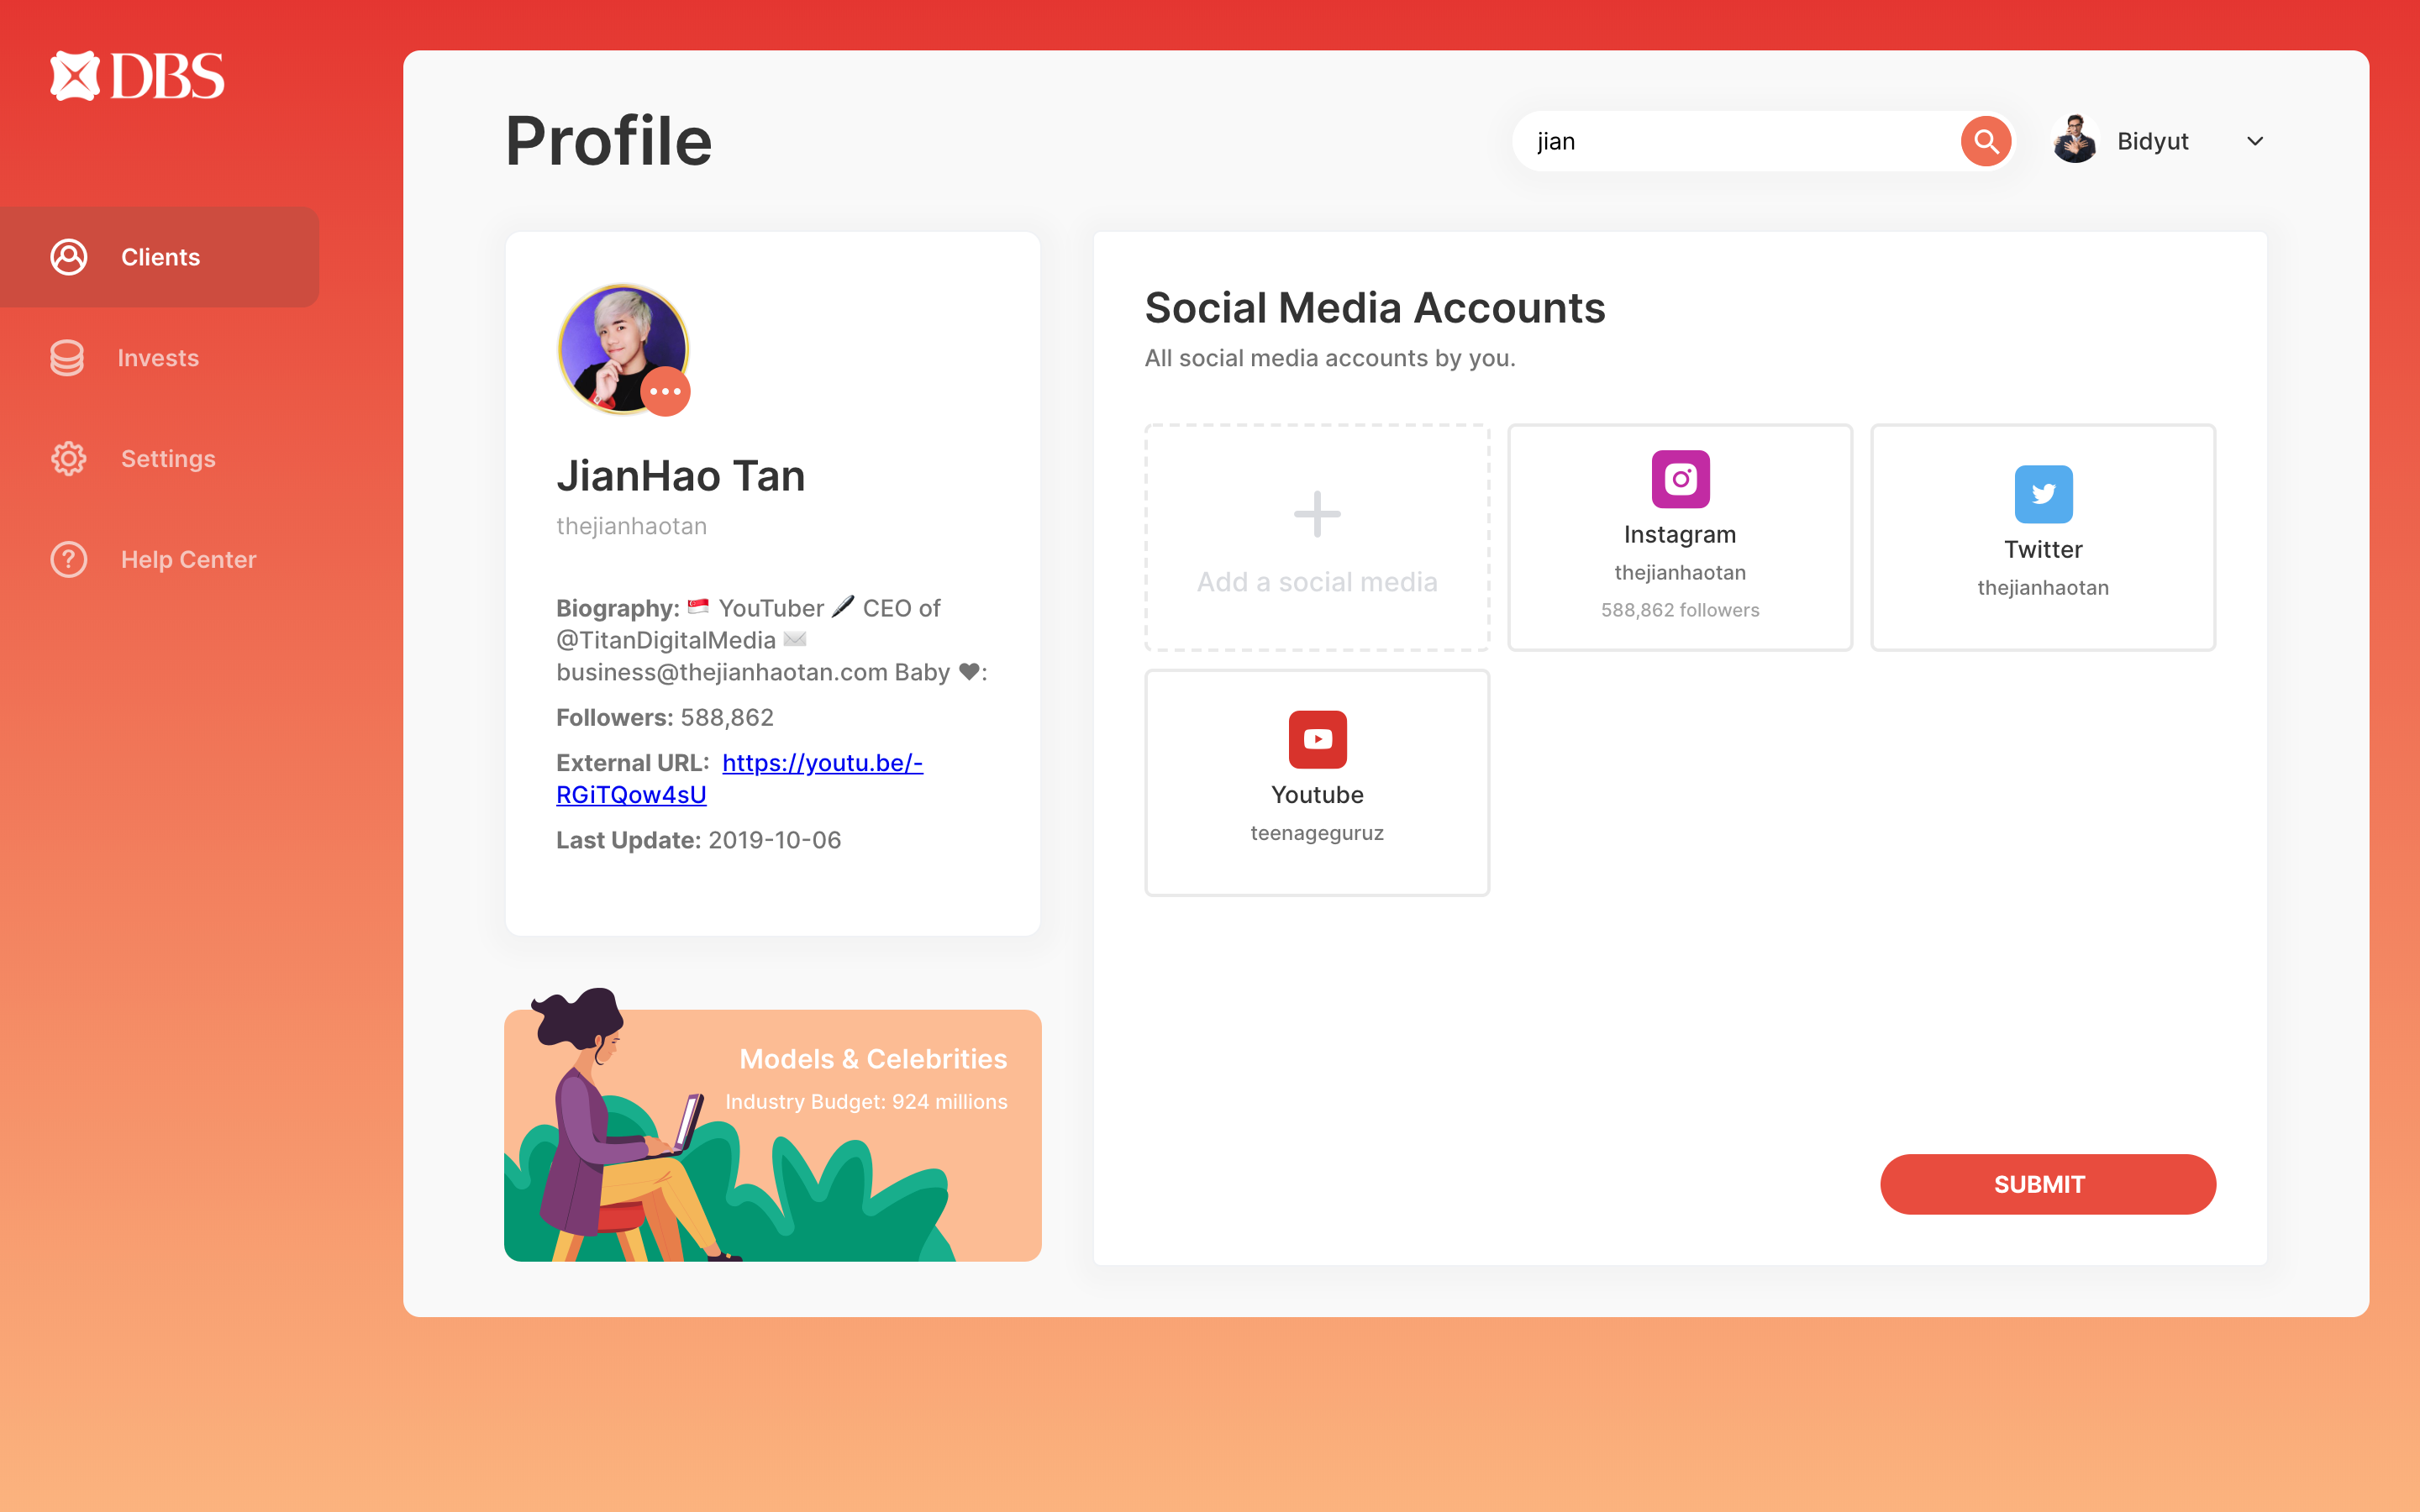 DBS
Clients
Invests
Settings
Help Center
Profile
jian
Bidyut
JianHao Tan
thejianhaotan
Biography: 🇸🇬 YouTuber 🖋 CEO of
@TitanDigitalMedia ✉
business@thejianhaotan.com Baby ♥:
Followers: 588,862
External URL: https://youtu.be/-
RGiTQow4sU
Last Update: 2019-10-06
Models & Celebrities
Industry Budget: 924 millions
Social Media Accounts
All social media accounts by you.
Add a social media
Instagram
thejianhaotan
588,862 followers
Twitter
thejianhaotan
Youtube
teenageguruz
SUBMIT